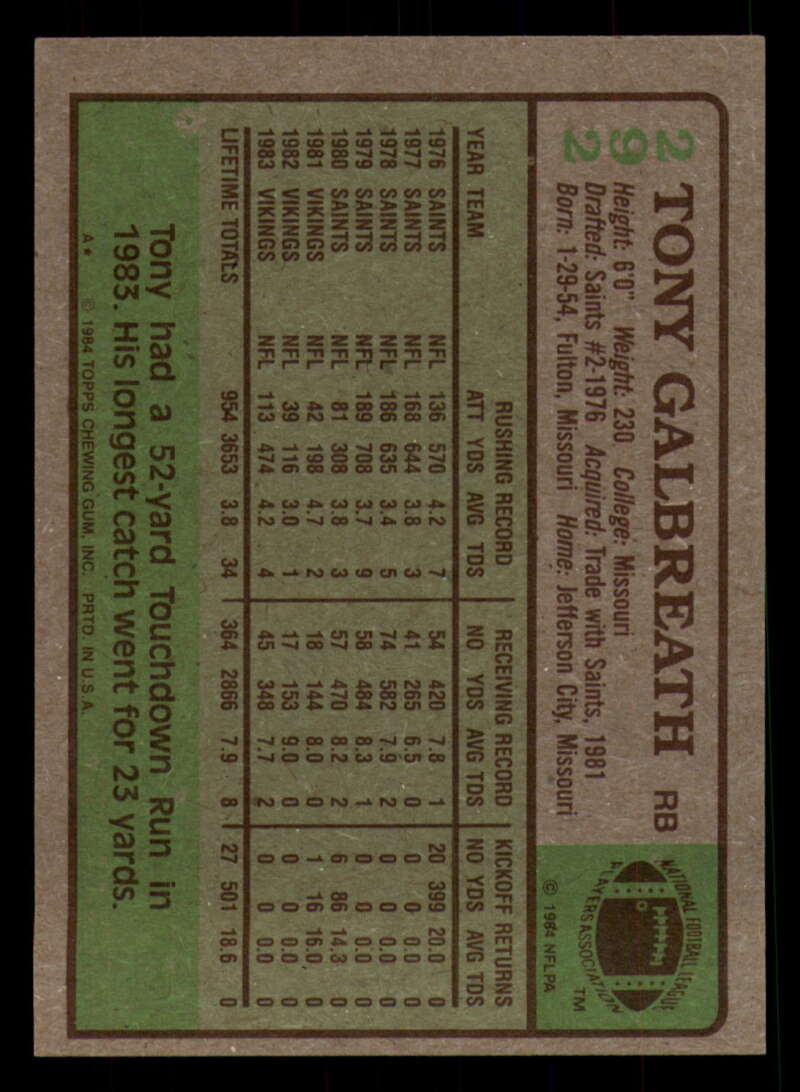 292
TONY GALBREATH RB
Height: 6'0" Weight: 230 College: Missouri
Drafted: Saints #2-1976 Acquired: Trade with Saints, 1981
Born: 1-29-54, Fulton, Missouri Home: Jefferson City, Missouri
NATIONAL FOOTBALL LEAGUE
PLAYERS ASSOCIATION
TM
© 1984 NFLPA
RUSHING RECORD RECEIVING RECORD KICKOFF RETURNS
YEAR TEAM ATT YDS AVG TDS NO YDS AVG TDS NO YDS AVG TDS
1976 SAINTS NFL 136 570 4.2 7 54 420 7.8 1 20 399 20.0 0
1977 SAINTS NFL 168 644 3.8 3 41 265 6.5 0 0 0 0.0 0
1978 SAINTS NFL 186 635 3.4 5 74 582 7.9 2 0 0 0.0 0
1979 SAINTS NFL 189 708 3.7 9 58 484 8.3 1 0 0 0.0 0
1980 SAINTS NFL 81 308 3.8 3 57 470 8.2 2 6 86 14.3 0
1981 VIKINGS NFL 42 198 4.7 2 18 144 8.0 0 1 16 16.0 0
1982 VIKINGS NFL 39 116 3.0 1 17 153 9.0 0 0 0 0.0 0
1983 VIKINGS NFL 113 474 4.2 4 45 348 7.7 2 0 0 0.0 0
LIFETIME TOTALS 954 3653 3.8 34 364 2866 7.9 8 27 501 18.6 0
Tony had a 52-yard Touchdown Run in
1983. His longest catch went for 23 yards.
A* © 1984 TOPPS CHEWING GUM, INC. PRTD. IN U.S.A.